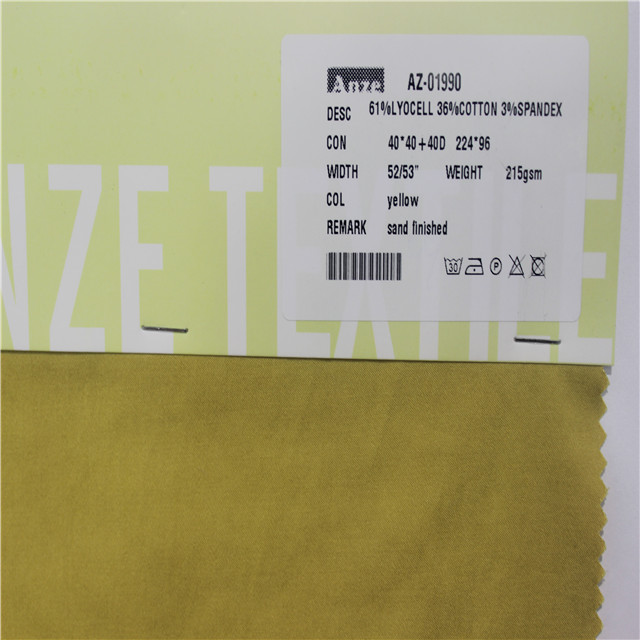 Anze AZ-01990
DESC 61%LYOCELL 36%COTTON 3%SPANDEX
CON 40*40+40D 224*96
WIDTH 52/53" WEIGHT 215gsm
COL yellow
REMARK sand finished
30 P
NZE TEXTILE